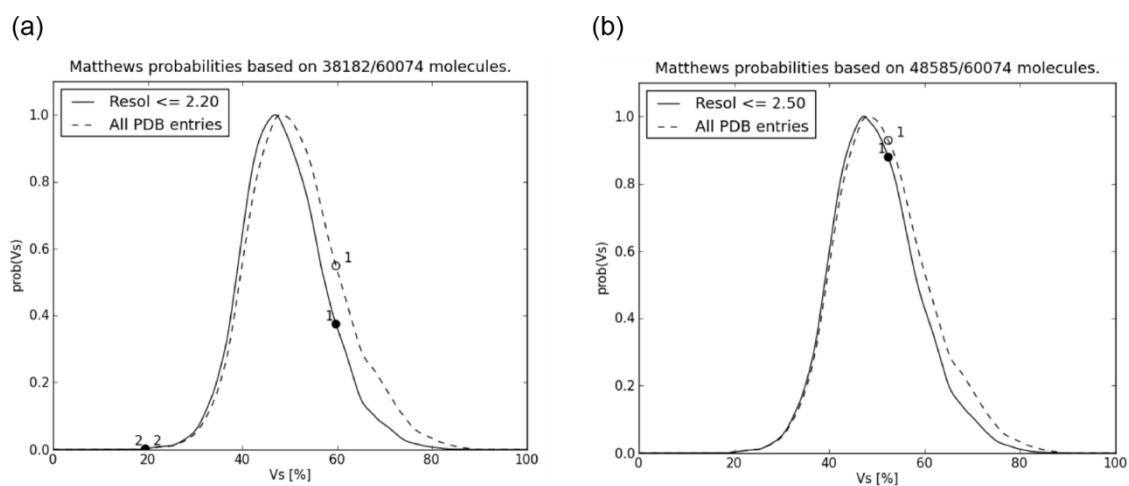 (a)
Matthews probabilities based on 38182/60074 molecules.
Resol <= 2.20
All PDB entries
prob(Vs)
1.0
0.8
0.6
0.4
0.2
0.0
1
1
2 2
0 20 40 60 80 100
Vs [%]
(b)
Matthews probabilities based on 48585/60074 molecules.
Resol <= 2.50
All PDB entries
prob(Vs)
1.0
0.8
0.6
0.4
0.2
0.0
1
1
0 20 40 60 80 100
Vs [%]